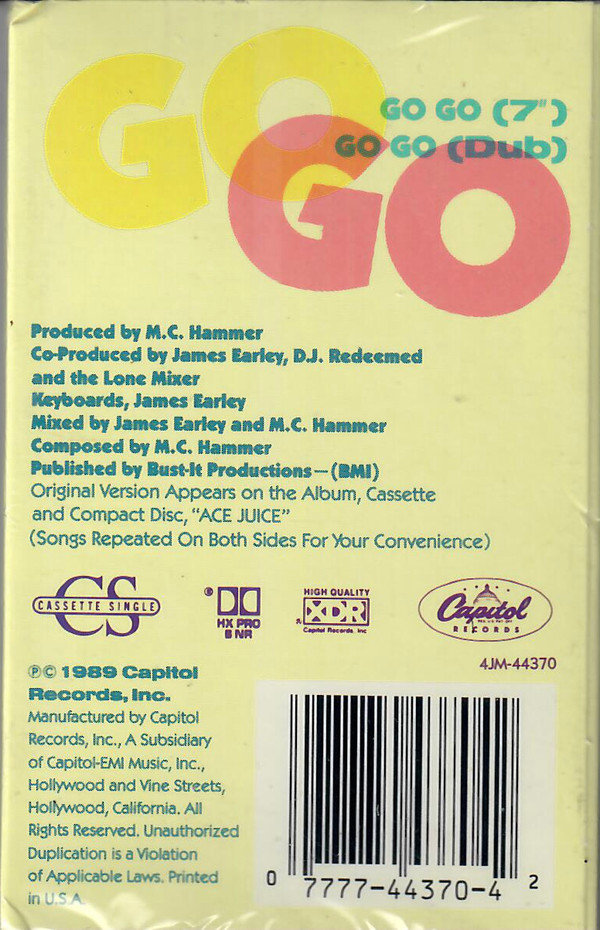 GO
GO
GO GO (7")
GO GO (Dub)
Produced by M.C. Hammer
Co-Produced by James Earley, D.J. Redeemed
and the Lone Mixer
Keyboards, James Earley
Mixed by James Earley and M.C. Hammer
Composed by M.C. Hammer
Published by Bust-It Productions—(BMI)
Original Version Appears on the Album, Cassette
and Compact Disc, "ACE JUICE"
(Songs Repeated On Both Sides For Your Convenience)
CS
CASSETTE SINGLE
®
HX PRO
B NR
HIGH QUALITY
XDR
Capitol Records, Inc
Capitol
REG. U.S. PAT. OFF.
RECORDS
4JM-44370
℗© 1989 Capitol
Records, Inc.
Manufactured by Capitol
Records, Inc., A Subsidiary
of Capitol-EMI Music, Inc.,
Hollywood and Vine Streets,
Hollywood, California. All
Rights Reserved. Unauthorized
Duplication is a Violation
of Applicable Laws. Printed
in U.S.A.
0 7777-44370-4 2